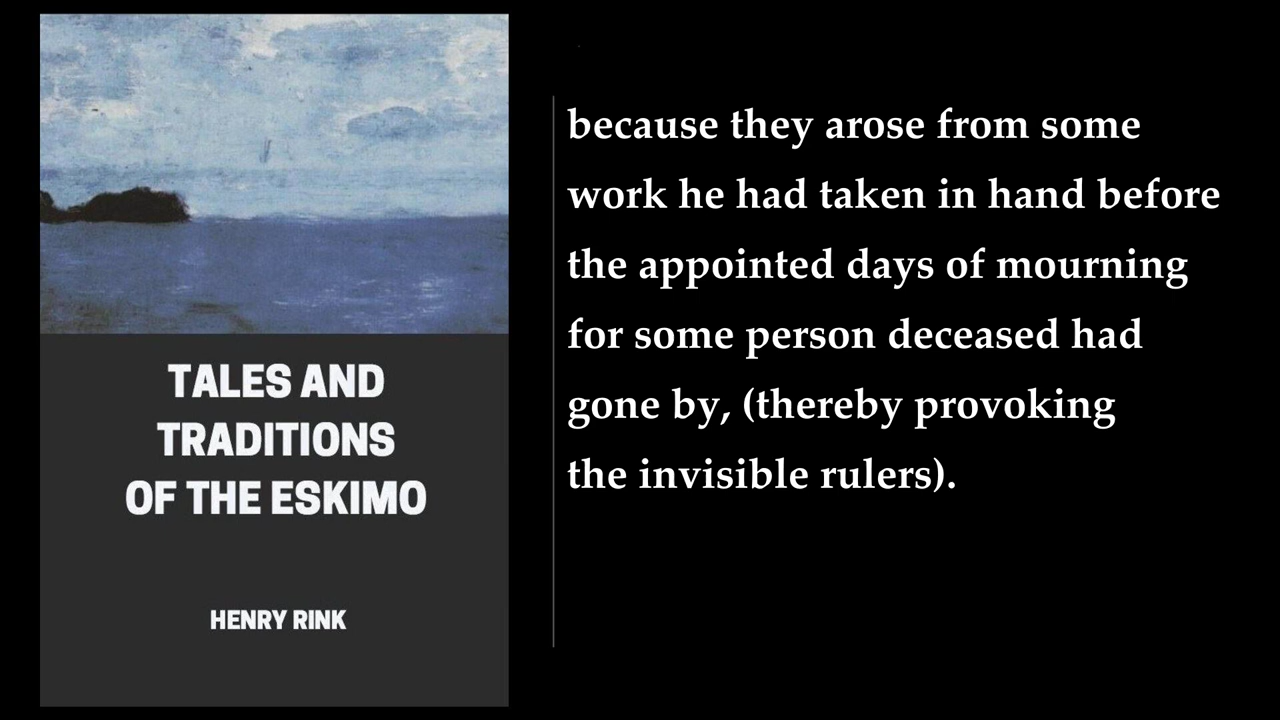 TALES AND
TRADITIONS
OF THE ESKIMO
HENRY RINK
because they arose from some
work he had taken in hand before
the appointed days of mourning
for some person deceased had
gone by, (thereby provoking
the invisible rulers).